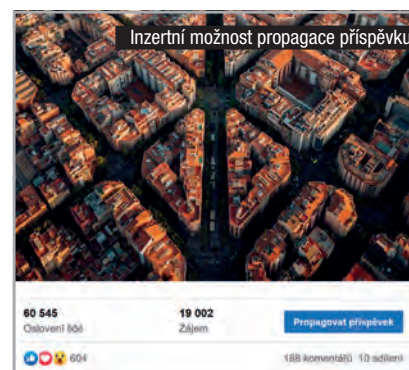 Inzertní možnost propagace příspěvku
60 545
Oslovení lidé
19 002
Zájem
Propagovat příspěvek
604
188 komentářů 10 sdílení